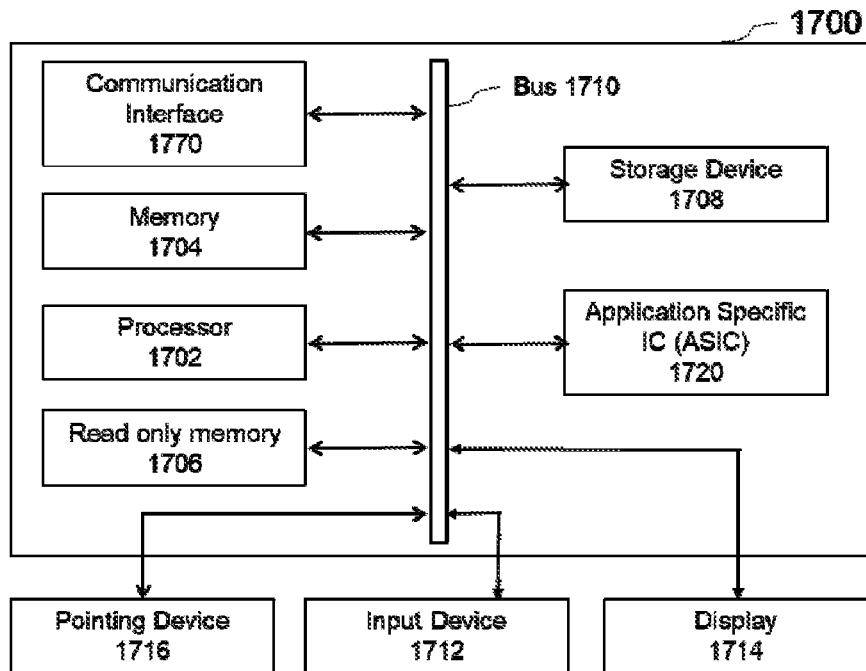 1700
Communication
Interface
1770
Bus 1710
Storage Device
1708
Memory
1704
Processor
1702
Application Specific
IC (ASIC)
1720
Read only memory
1706
Pointing Device
1716
Input Device
1712
Display
1714